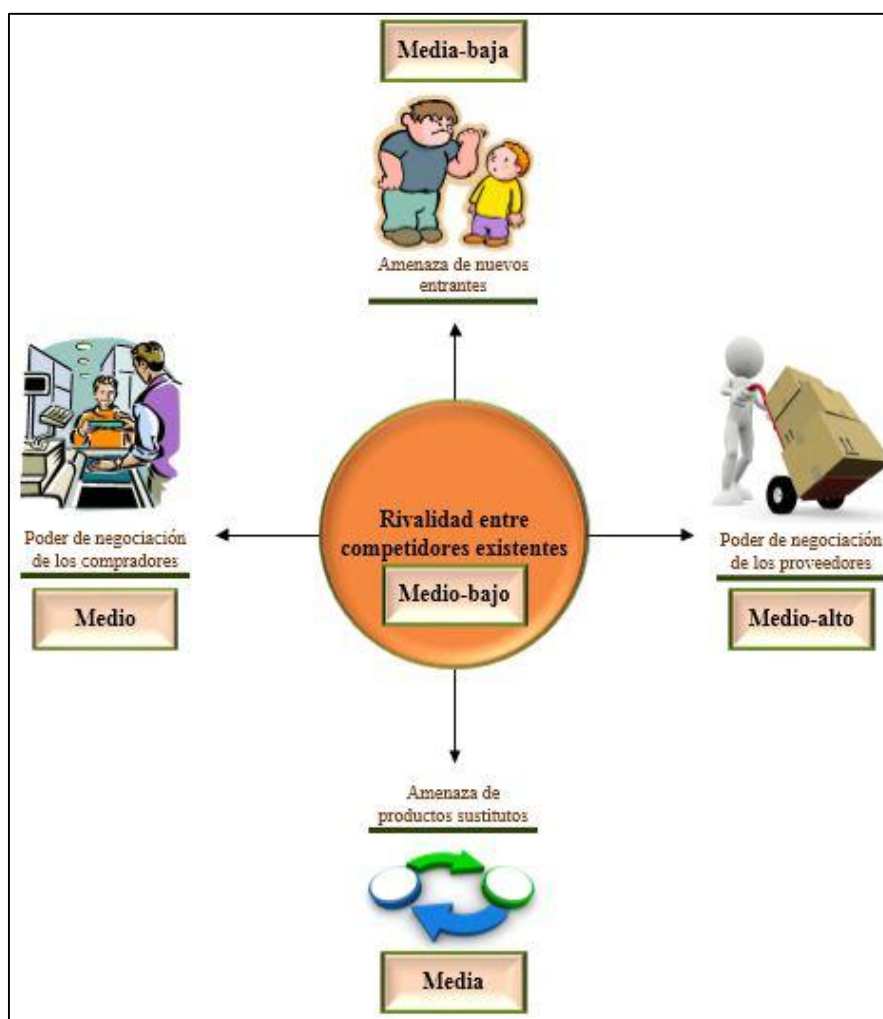 Media-baja
Amenaza de nuevos
entrantes
Poder de negociación
de los compradores
Medio
Rivalidad entre
competidores existentes
Medio-bajo
Poder de negociación
de los proveedores
Medio-alto
Amenaza de
productos sustitutos
Media